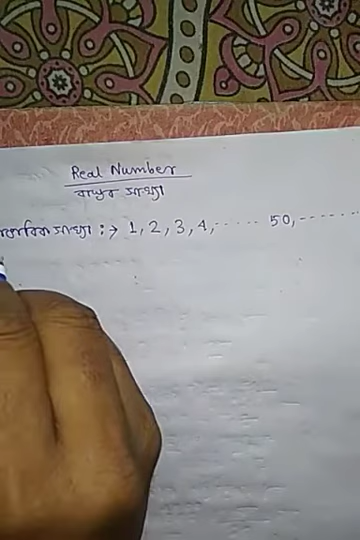 Real Number
বাস্তব সংখ্যা
স্বাভাবিক সংখ্যা :→ 1, 2, 3, 4, ...... 50, -------